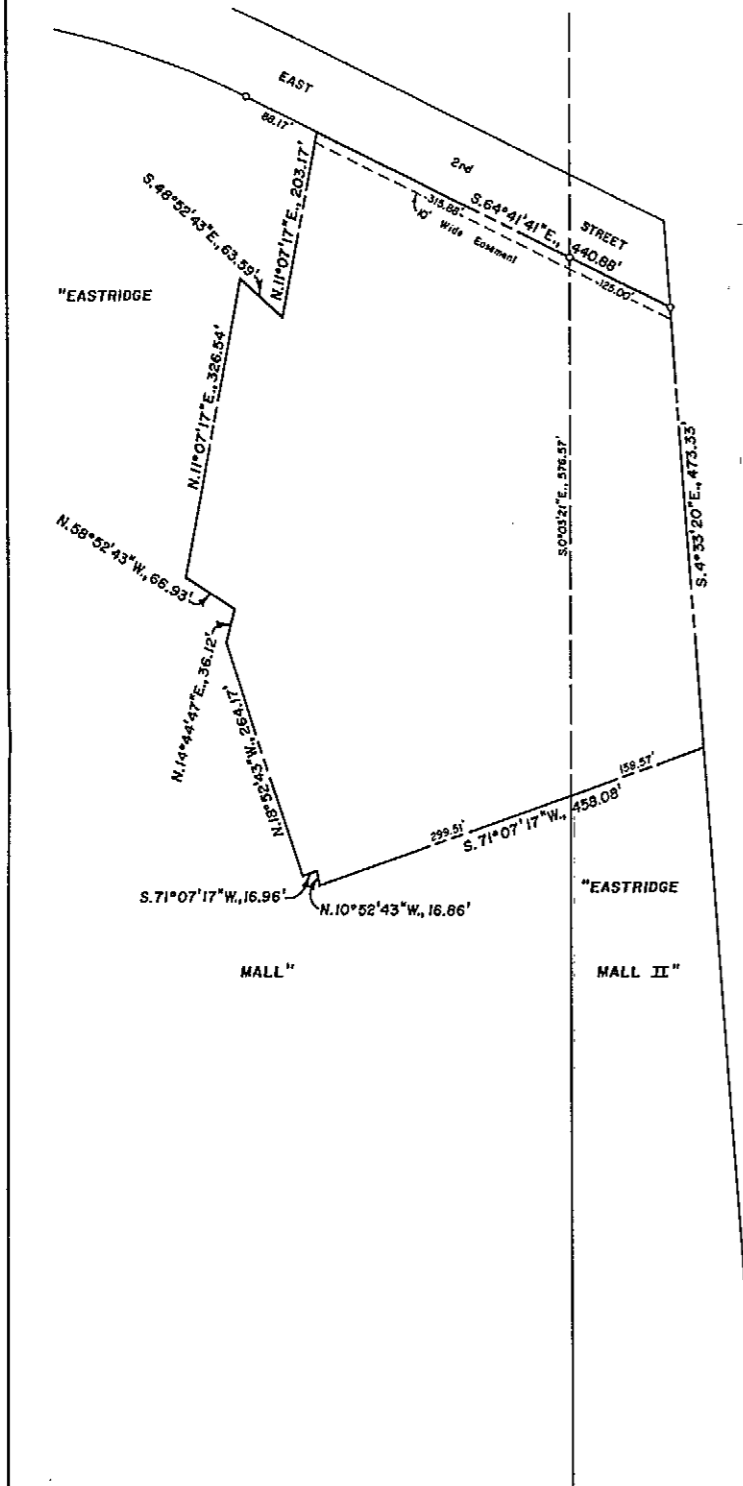 EAST
88.17'
2nd
S.64°41'41"E., 440.88'
STREET
315.88'
10' Wide Easement
125.00'
N.11°07'17"E., 203.17'
S.48°52'43"E., 63.59'
"EASTRIDGE
N.11°07'17"E., 326.54'
S.0°03'21"E., 576.57'
S.4°33'20"E., 473.33'
N.58°52'43"W., 66.93'
N.14°44'47"E., 36.12'
N.18°52'43"W., 264.17'
159.57'
299.51'
S.71°07'17"W., 459.08'
S.71°07'17"W., 16.96'
N.10°52'43"W., 16.86'
"EASTRIDGE
MALL"
MALL II"